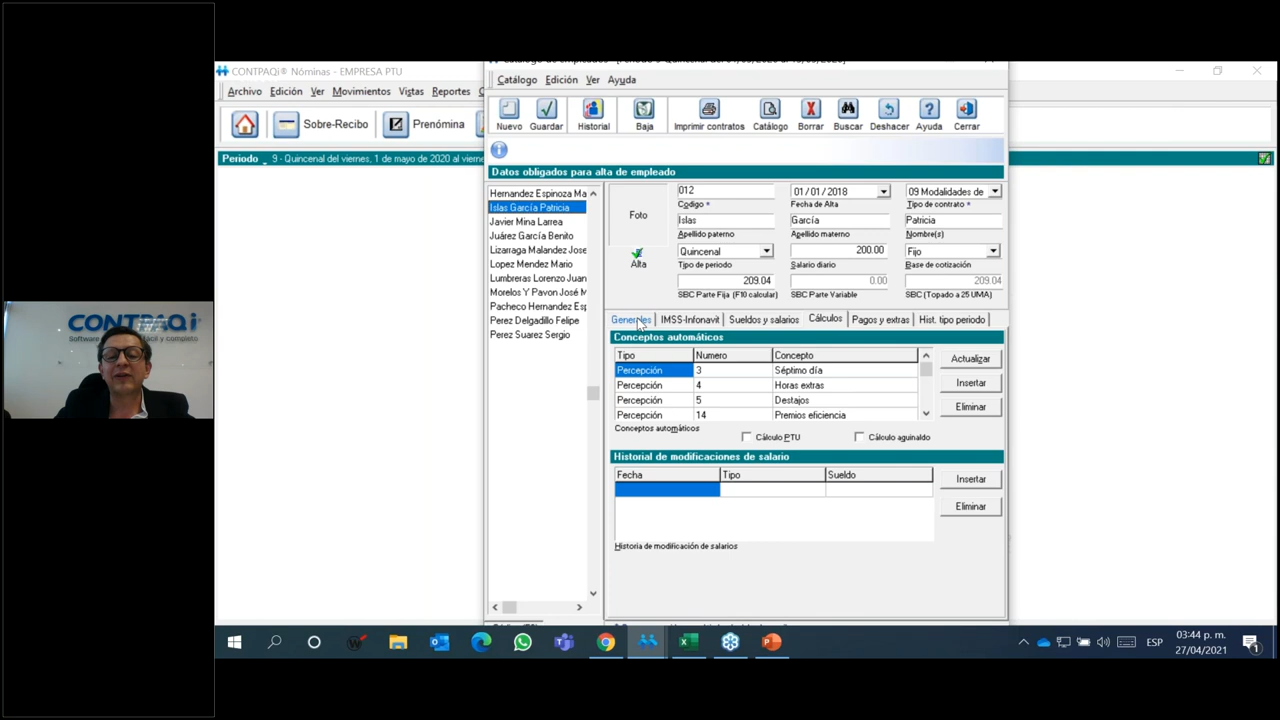 CONTPAQi® Nóminas - EMPRESA PTU
Archivo Edición Ver Movimientos Vistas Reportes
Sobre-Recibo Prenómina
Periodo _ 9 - Quincenal del viernes, 1 de mayo de 2020 al vierne
Catálogo Edición Ver Ayuda
Nuevo Guardar Historial Baja Imprimir contratos Catálogo Borrar Buscar Deshacer Ayuda Cerrar
Datos obligados para alta de empleado
Hernandez Espinoza Ma
Islas García Patricia
Javier Mina Larrea
Juárez García Benito
Lizarraga Malandez Jose
Lopez Mendez Mario
Lumbreras Lorenzo Juan
Morelos Y Pavon José M
Pacheco Hernandez Esp
Perez Delgadillo Felipe
Perez Suarez Sergio
Foto
Alta
012 01/01/2018 09 Modalidades de
Codigo * Fecha de Alta Tipo de contrato *
Islas García Patricia
Apellido paterno Apellido materno Nombre(s)
Quincenal 200.00 Fijo
Tipo de periodo Salario diario Base de cotización
209.04 0.00 209.04
SBC Parte Fija (F10 calcular) SBC Parte Variable SBC (Topado a 25 UMA)
Generales IMSS-Infonavit Sueldos y salarios Cálculos Pagos y extras Hist. tipo periodo
Conceptos automáticos
Tipo Numero Concepto
Percepción 3 Séptimo día
Percepción 4 Horas extras
Percepción 5 Destajos
Percepción 14 Premios eficiencia
Actualizar
Insertar
Eliminar
Conceptos automáticos
Cálculo PTU Cálculo aguinaldo
Historial de modificaciones de salario
Fecha Tipo Sueldo
Insertar
Eliminar
Historia de modificación de salarios
CONTPAQi
ESP
03:44 p. m.
27/04/2021
1